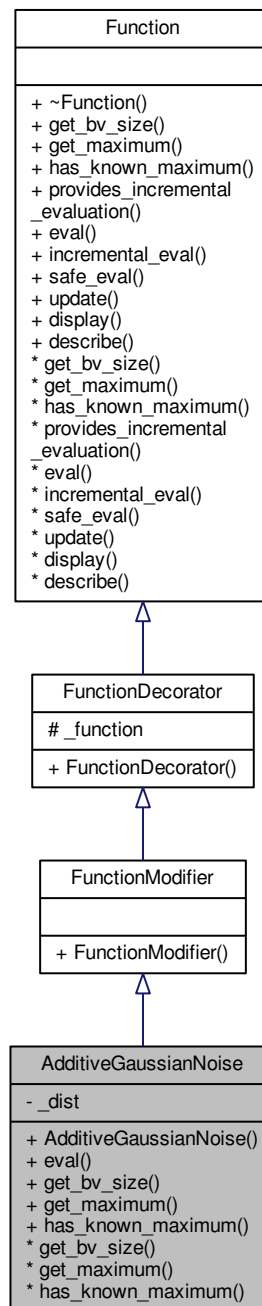 Function
+ ~Function()
+ get_bv_size()
+ get_maximum()
+ has_known_maximum()
+ provides_incremental
_evaluation()
+ eval()
+ incremental_eval()
+ safe_eval()
+ update()
+ display()
+ describe()
* get_bv_size()
* get_maximum()
* has_known_maximum()
* provides_incremental
_evaluation()
* eval()
* incremental_eval()
* safe_eval()
* update()
* display()
* describe()
FunctionDecorator
# _function
+ FunctionDecorator()
FunctionModifier
+ FunctionModifier()
AdditiveGaussianNoise
- _dist
+ AdditiveGaussianNoise()
+ eval()
+ get_bv_size()
+ get_maximum()
+ has_known_maximum()
* get_bv_size()
* get_maximum()
* has_known_maximum()